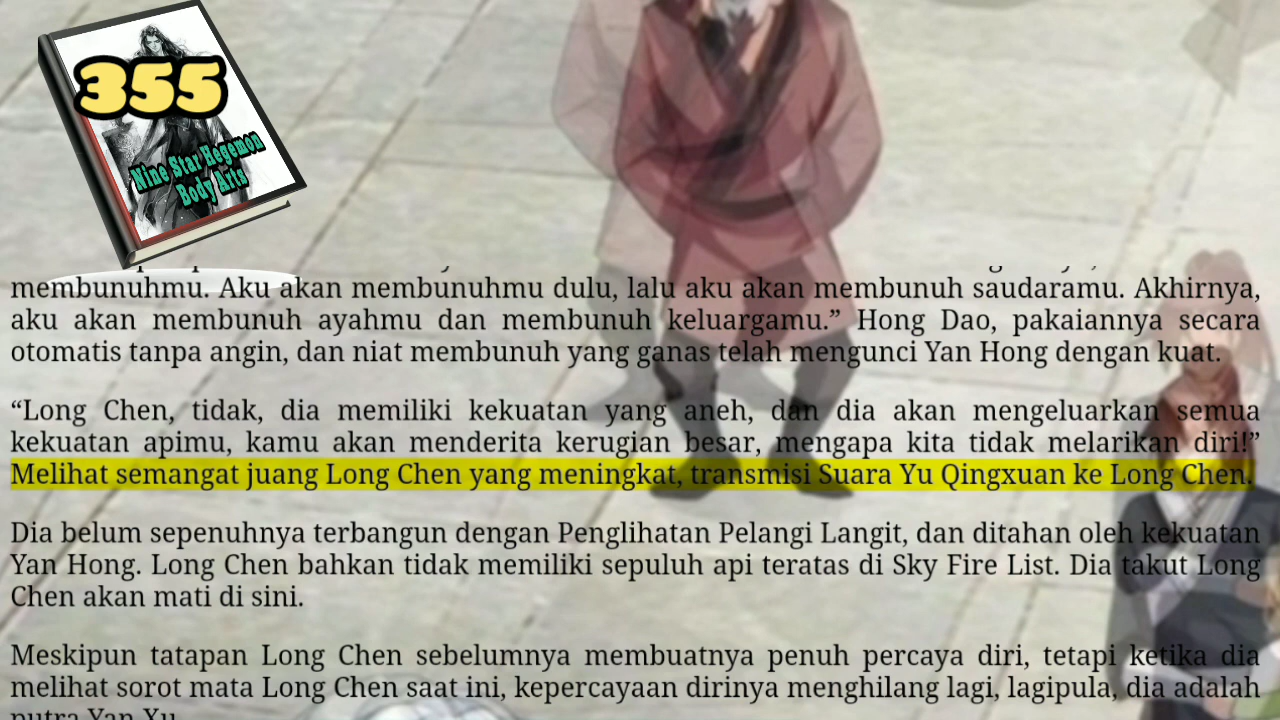 355
Nine Star Hegemon
Body Arts
membunuhmu. Aku akan membunuhmu dulu, lalu aku akan membunuh saudaramu. Akhirnya,
aku akan membunuh ayahmu dan membunuh keluargamu.” Hong Dao, pakaiannya secara
otomatis tanpa angin, dan niat membunuh yang ganas telah mengunci Yan Hong dengan kuat.
“Long Chen, tidak, dia memiliki kekuatan yang aneh, dan dia akan mengeluarkan semua
kekuatan apimu, kamu akan menderita kerugian besar, mengapa kita tidak melarikan diri!”
Melihat semangat juang Long Chen yang meningkat, transmisi Suara Yu Qingxuan ke Long Chen.
Dia belum sepenuhnya terbangun dengan Penglihatan Pelangi Langit, dan ditahan oleh kekuatan
Yan Hong. Long Chen bahkan tidak memiliki sepuluh api teratas di Sky Fire List. Dia takut Long
Chen akan mati di sini.
Meskipun tatapan Long Chen sebelumnya membuatnya penuh percaya diri, tetapi ketika dia
melihat sorot mata Long Chen saat ini, kepercayaan dirinya menghilang lagi, lagipula, dia adalah
putra Yan Xu